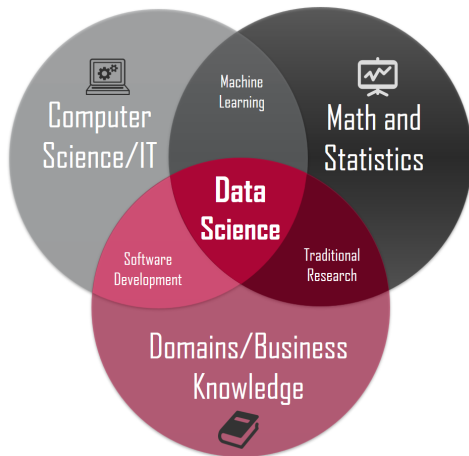 Machine
Learning
Computer
Science/IT
Math and
Statistics
Data
Science
Software
Development
Traditional
Research
Domains/Business
Knowledge